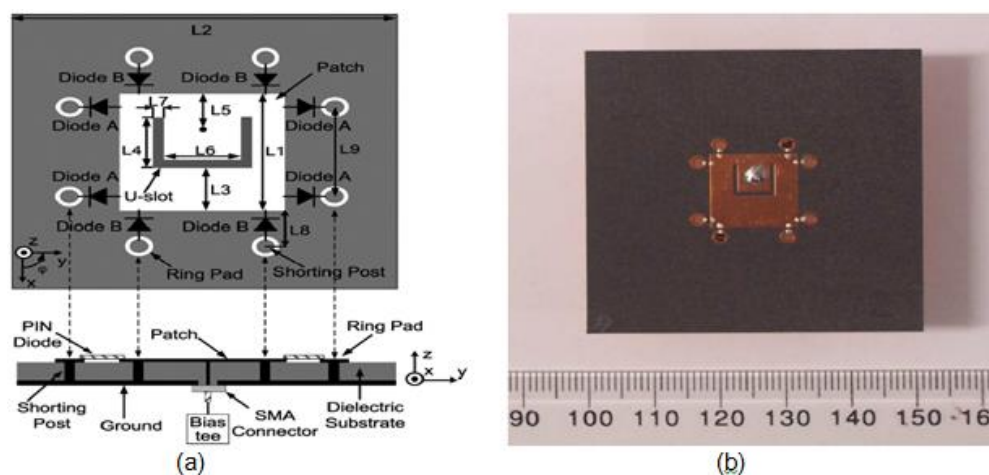 L2
Diode B
Diode B
Patch
L7
L5
Diode A
Diode A
L4
L6
L1
L9
Diode A
L3
Diode A
U-slot
Diode B
Diode B
L8
z
y
φ
x
Ring Pad
Shorting Post
PIN
Diode
Patch
Ring Pad
z
x
y
Shorting
Post
Ground
Bias
tee
SMA
Connector
Dielectric
Substrate
(a)
90 100 110 120 130 140 150 16
(b)